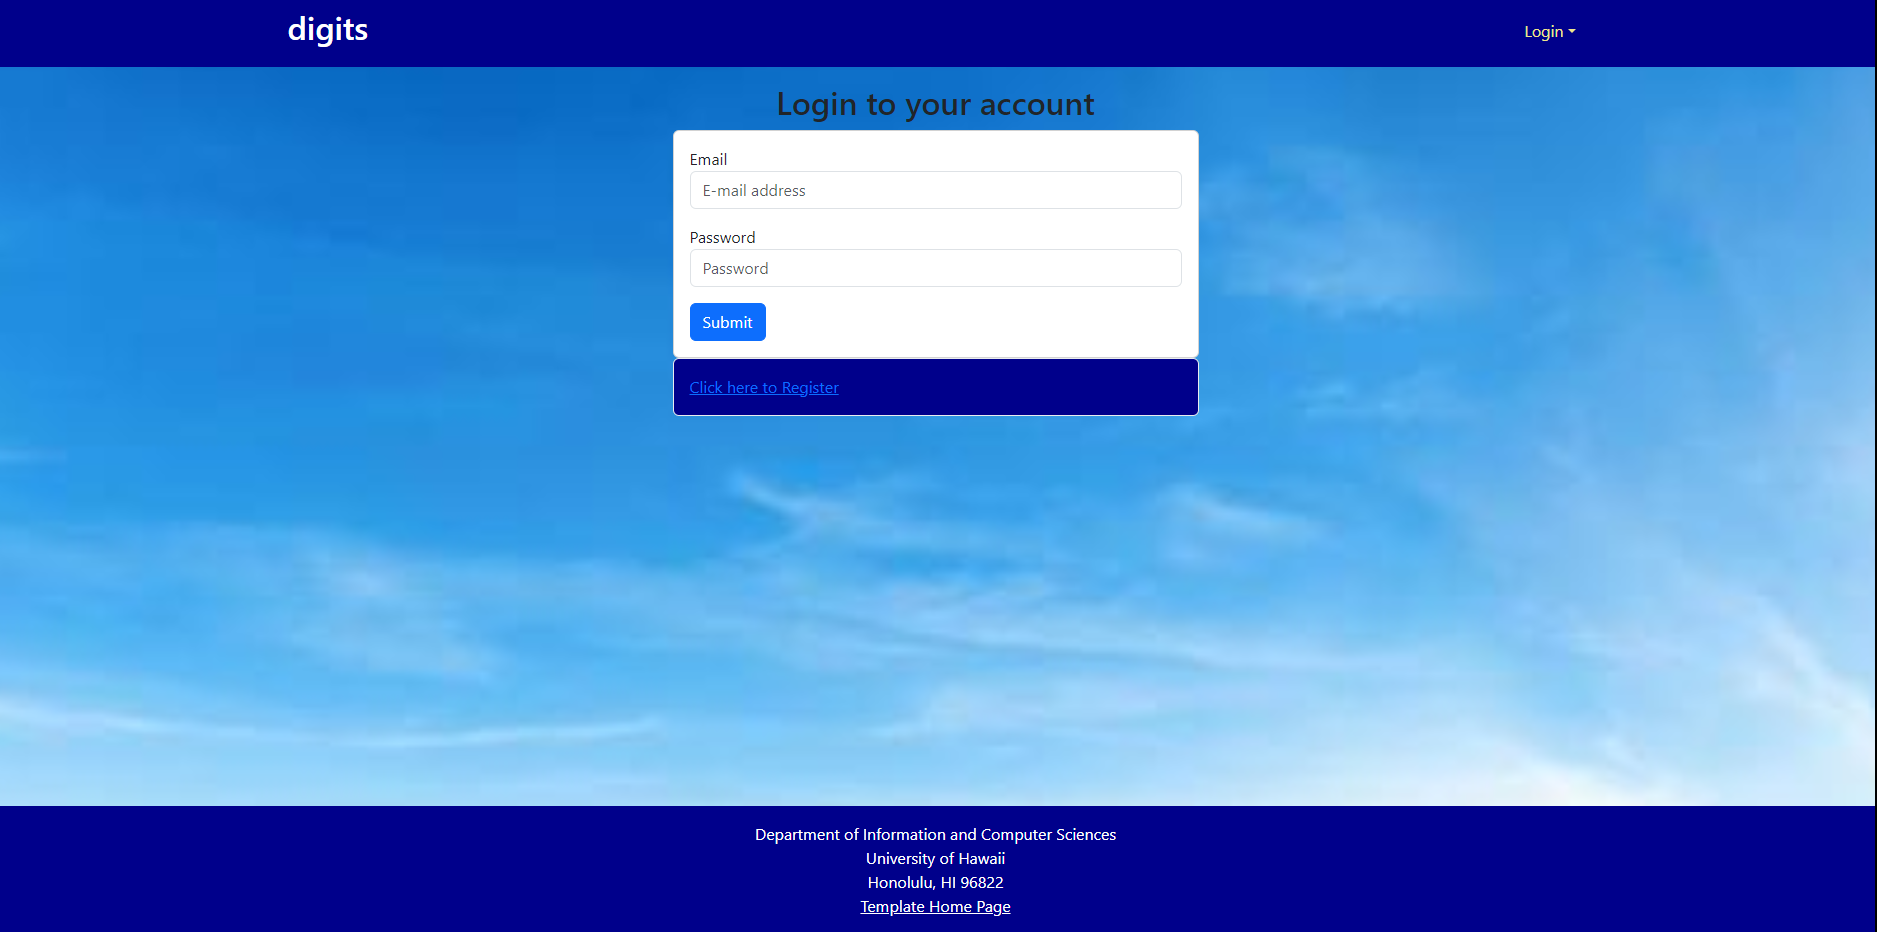 digits
Login
Login to your account
Email
E-mail address
Password
Password
Submit
Click here to Register
Department of Information and Computer Sciences
University of Hawaii
Honolulu, HI 96822
Template Home Page